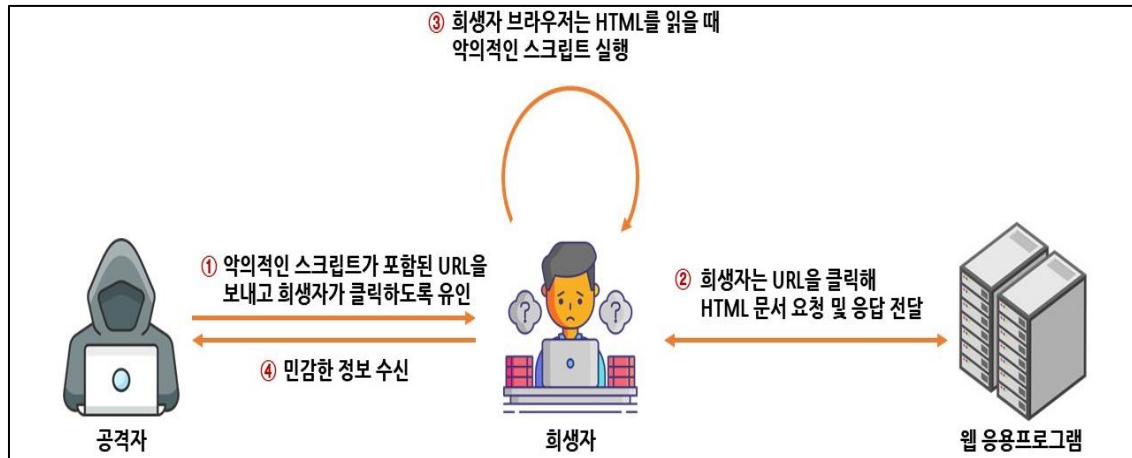 ③ 희생자 브라우저는 HTML를 읽을 때
악의적인 스크립트 실행
① 악의적인 스크립트가 포함된 URL을
보내고 희생자가 클릭하도록 유인
② 희생자는 URL을 클릭해
HTML 문서 요청 및 응답 전달
? ?
④ 민감한 정보 수신
공격자
희생자
웹 응용프로그램